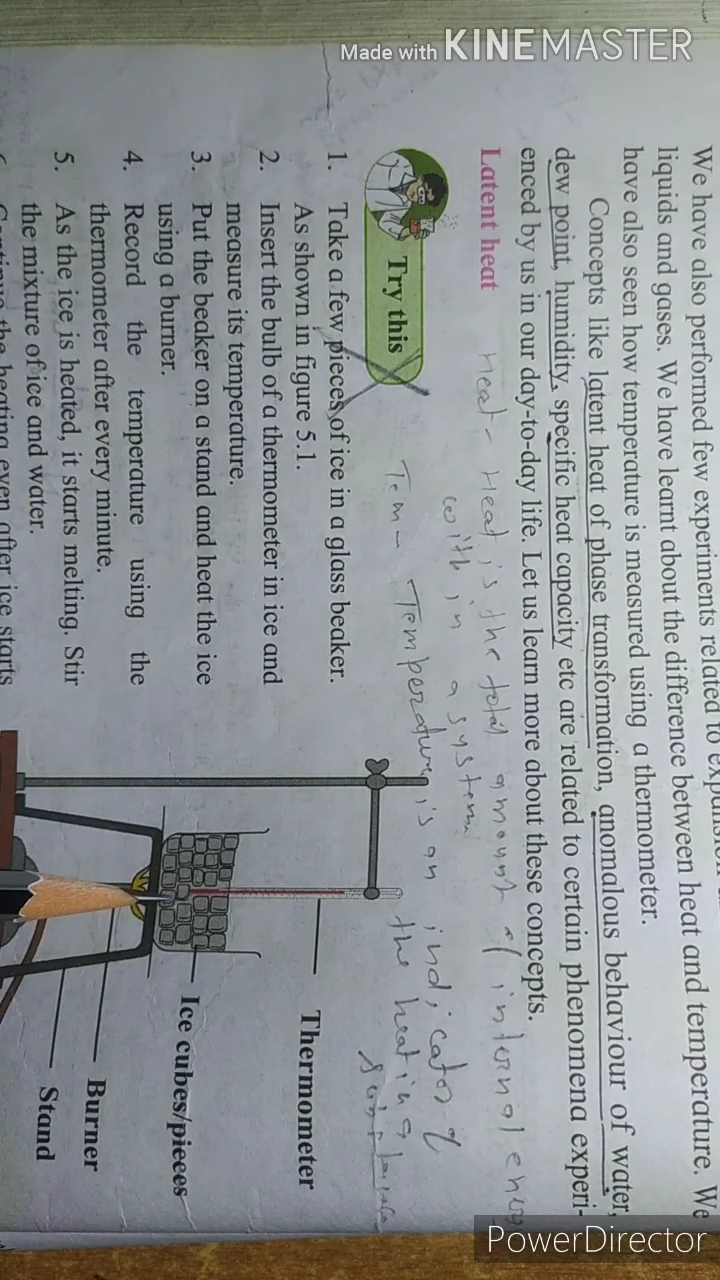 Made with KINEMASTER
We have also performed few experiments related to
liquids and gases. We have learnt about the difference between heat and temperature. We
have also seen how temperature is measured using a thermometer.
Concepts like latent heat of phase transformation, anomalous behaviour of water,
dew point, humidity, specific heat capacity etc are related to certain phenomena experi-
enced by us in our day-to-day life. Let us learn more about these concepts.
Latent heat
Heat - Heat is the total amount of internal
with in a system
Tem - Temperature is an indicator of
the heat in a
Try this
1. Take a few pieces of ice in a glass beaker.
As shown in figure 5.1.
2. Insert the bulb of a thermometer in ice and
measure its temperature.
3. Put the beaker on a stand and heat the ice
using a burner.
4. Record the temperature using the
thermometer after every minute.
5. As the ice is heated, it starts melting. Stir
the mixture of ice and water.
the heating even after ice starts
Thermometer
Ice cubes/pieces
Burner
Stand
PowerDirector